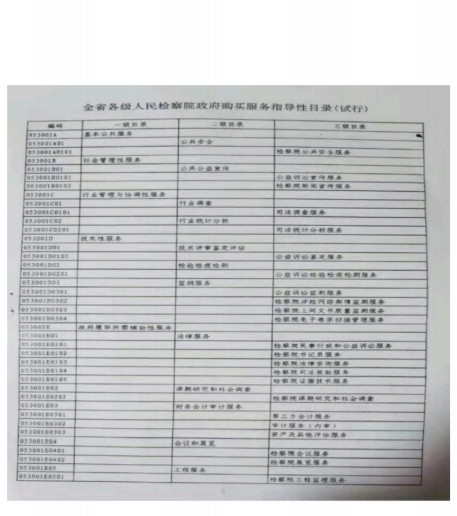 全省各级人民检察院政府购买服务指导性目录(试行)
编码 一级目录 二级目录 三级目录
053001A 基本公共服务
053001A01 公共安全
053001A0101 检察院公共安全服务
053001B 社会管理性服务
053001B01 公共公益宣传
053001B0101 公益诉讼宣传服务
053001B0102 检察院新闻宣传服务
053001C 行业管理与协调性服务
053001C01 行业调查
053001C0101 司法调查服务
053001C02 行业统计分析
053001C0201 司法统计分析服务
053001D 技术性服务
053001D01 技术评审鉴定评估
053001D0101 公益诉讼鉴定服务
053001D02 检验检疫检测
053001D0201 公益诉讼检验检疫检测服务
053001D03 监测服务
053001D0301 公益诉讼监测服务
053001D0302 检察院涉检网络舆情监测服务
053001D0303 检察院上网文书质量监测服务
053001D0304 检察院电子卷宗扫描管理服务
053001E 政府履职所需辅助性服务
053001E01 法律服务
053001E0101 检察院民事行政和公益诉讼服务
053001E0102 检察院书记员服务
053001E0103 检察院法律咨询服务
053001E0104 检察院司法救助服务
053001E0105 检察院证据技术服务
053001E02 课题研究和社会调查
053001E0203 检察院课题研究和社会调查
053001E03 财务会计审计服务
053001E0301 第三方会计服务
053001E0302 审计服务(内审)
053001E0303 资产及其他评估服务
053001E04 会议和展览
053001E0401 检察院会议服务
053001E0402 检察院展览服务
053001E05 工程服务
053001E0501 检察院工程监理服务